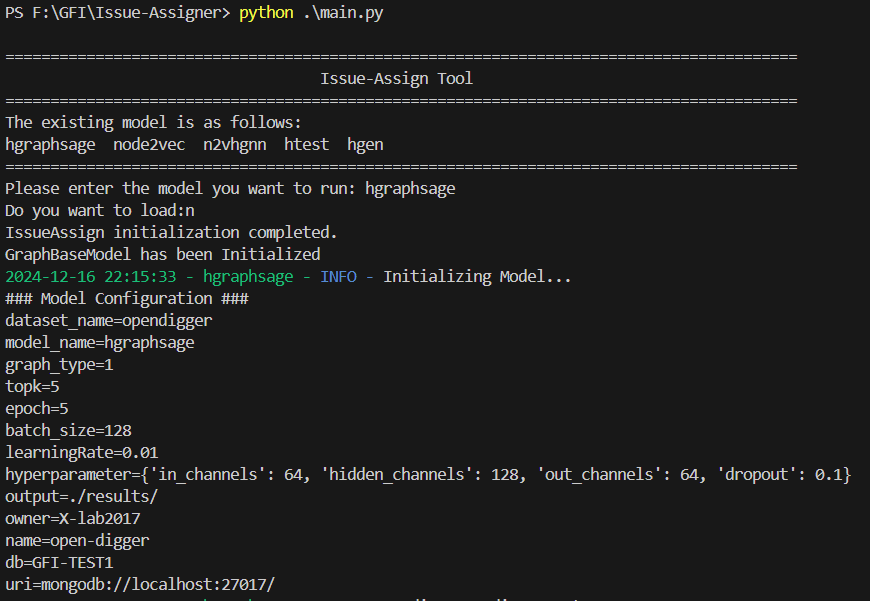 PS F:\GFI\Issue-Assigner> python .\main.py
========================================================================================
Issue-Assign Tool
========================================================================================
The existing model is as follows:
hgraphsage  node2vec  n2vhgnn  htest  hgen
========================================================================================
Please enter the model you want to run: hgraphsage
Do you want to load:n
IssueAssign initialization completed.
GraphBaseModel has been Initialized
2024-12-16 22:15:33 - hgraphsage - INFO - Initializing Model...
### Model Configuration ###
dataset_name=opendigger
model_name=hgraphsage
graph_type=1
topk=5
epoch=5
batch_size=128
learningRate=0.01
hyperparameter={'in_channels': 64, 'hidden_channels': 128, 'out_channels': 64, 'dropout': 0.1}
output=./results/
owner=X-lab2017
name=open-digger
db=GFI-TEST1
uri=mongodb://localhost:27017/